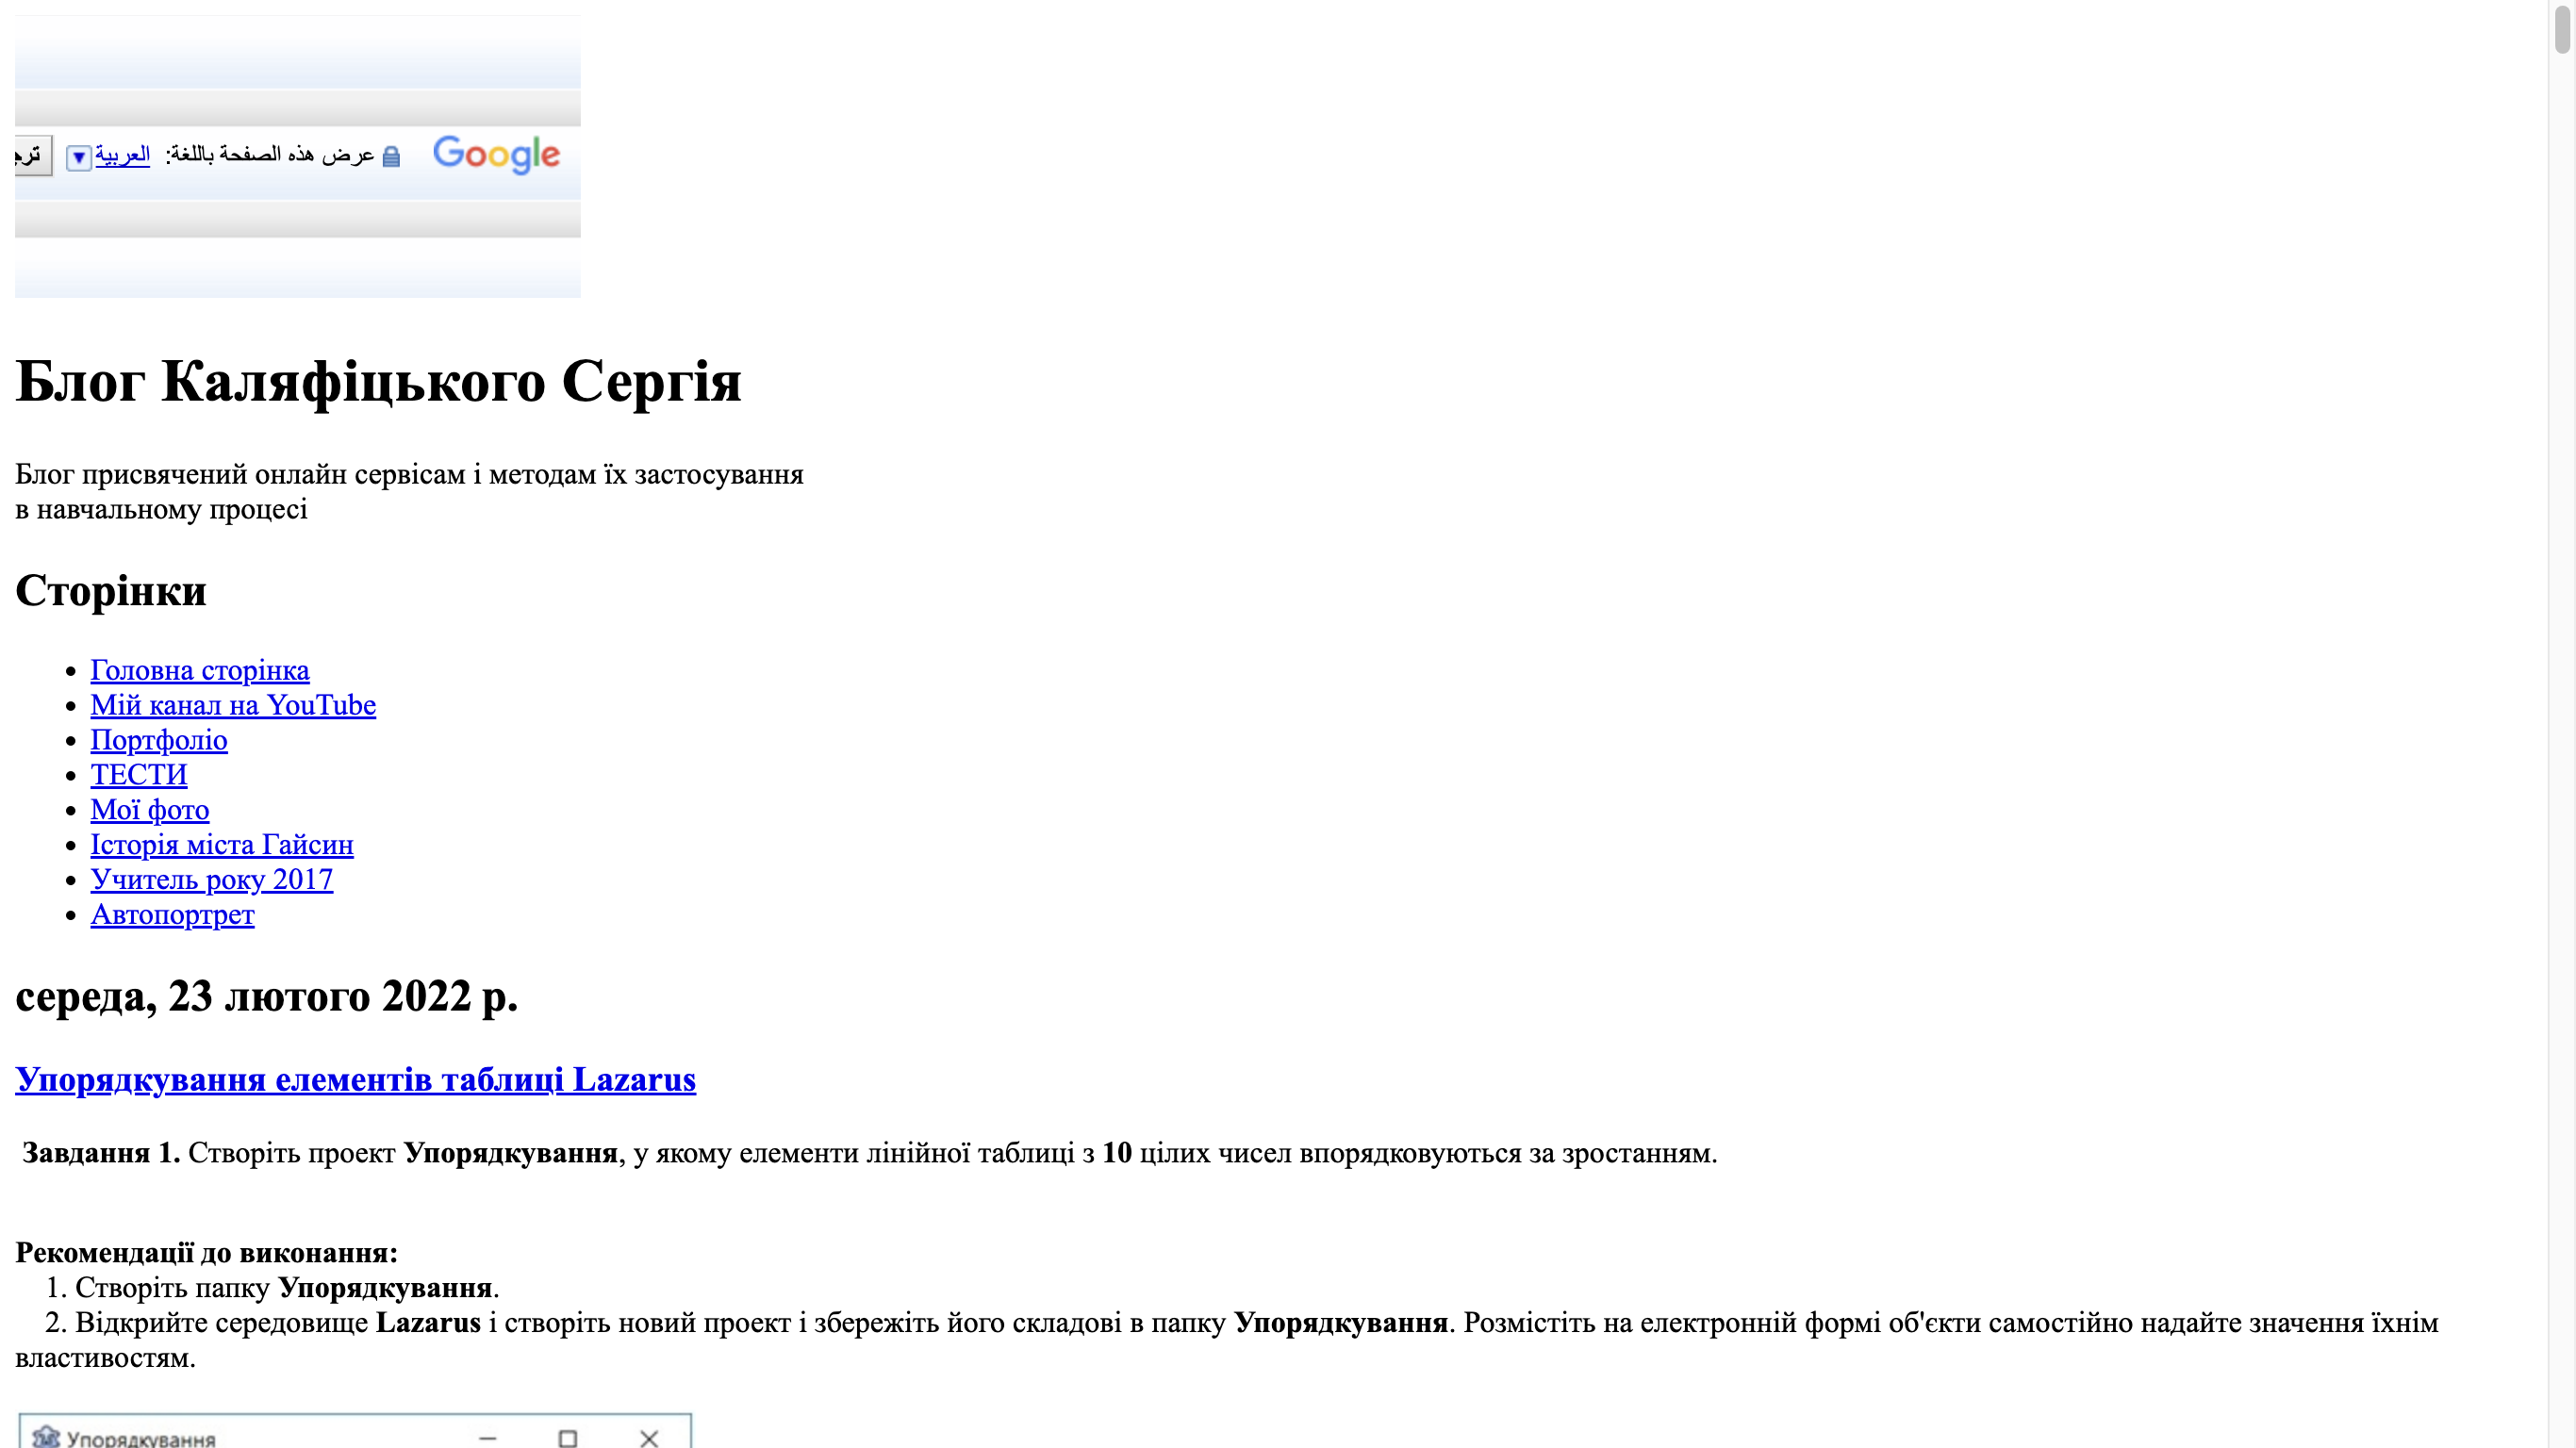 Google عرض هذه الصفحة باللغة: العربية
Блог Каляфіцького Сергія
Блог присвячений онлайн сервісам і методам їх застосування
в навчальному процесі
Сторінки
Головна сторінка
Мій канал на YouTube
Портфоліо
ТЕСТИ
Мої фото
Історія міста Гайсин
Учитель року 2017
Автопортрет
середа, 23 лютого 2022 р.
Упорядкування елементів таблиці Lazarus
Завдання 1. Створіть проект Упорядкування, у якому елементи лінійної таблиці з 10 цілих чисел впорядковуються за зростанням.
Рекомендації до виконання:
1. Створіть папку Упорядкування.
2. Відкрийте середовище Lazarus і створіть новий проект і збережіть його складові в папку Упорядкування. Розмістіть на електронній формі об'єкти самостійно надайте значення їхнім
властивостям.
Упорядкування